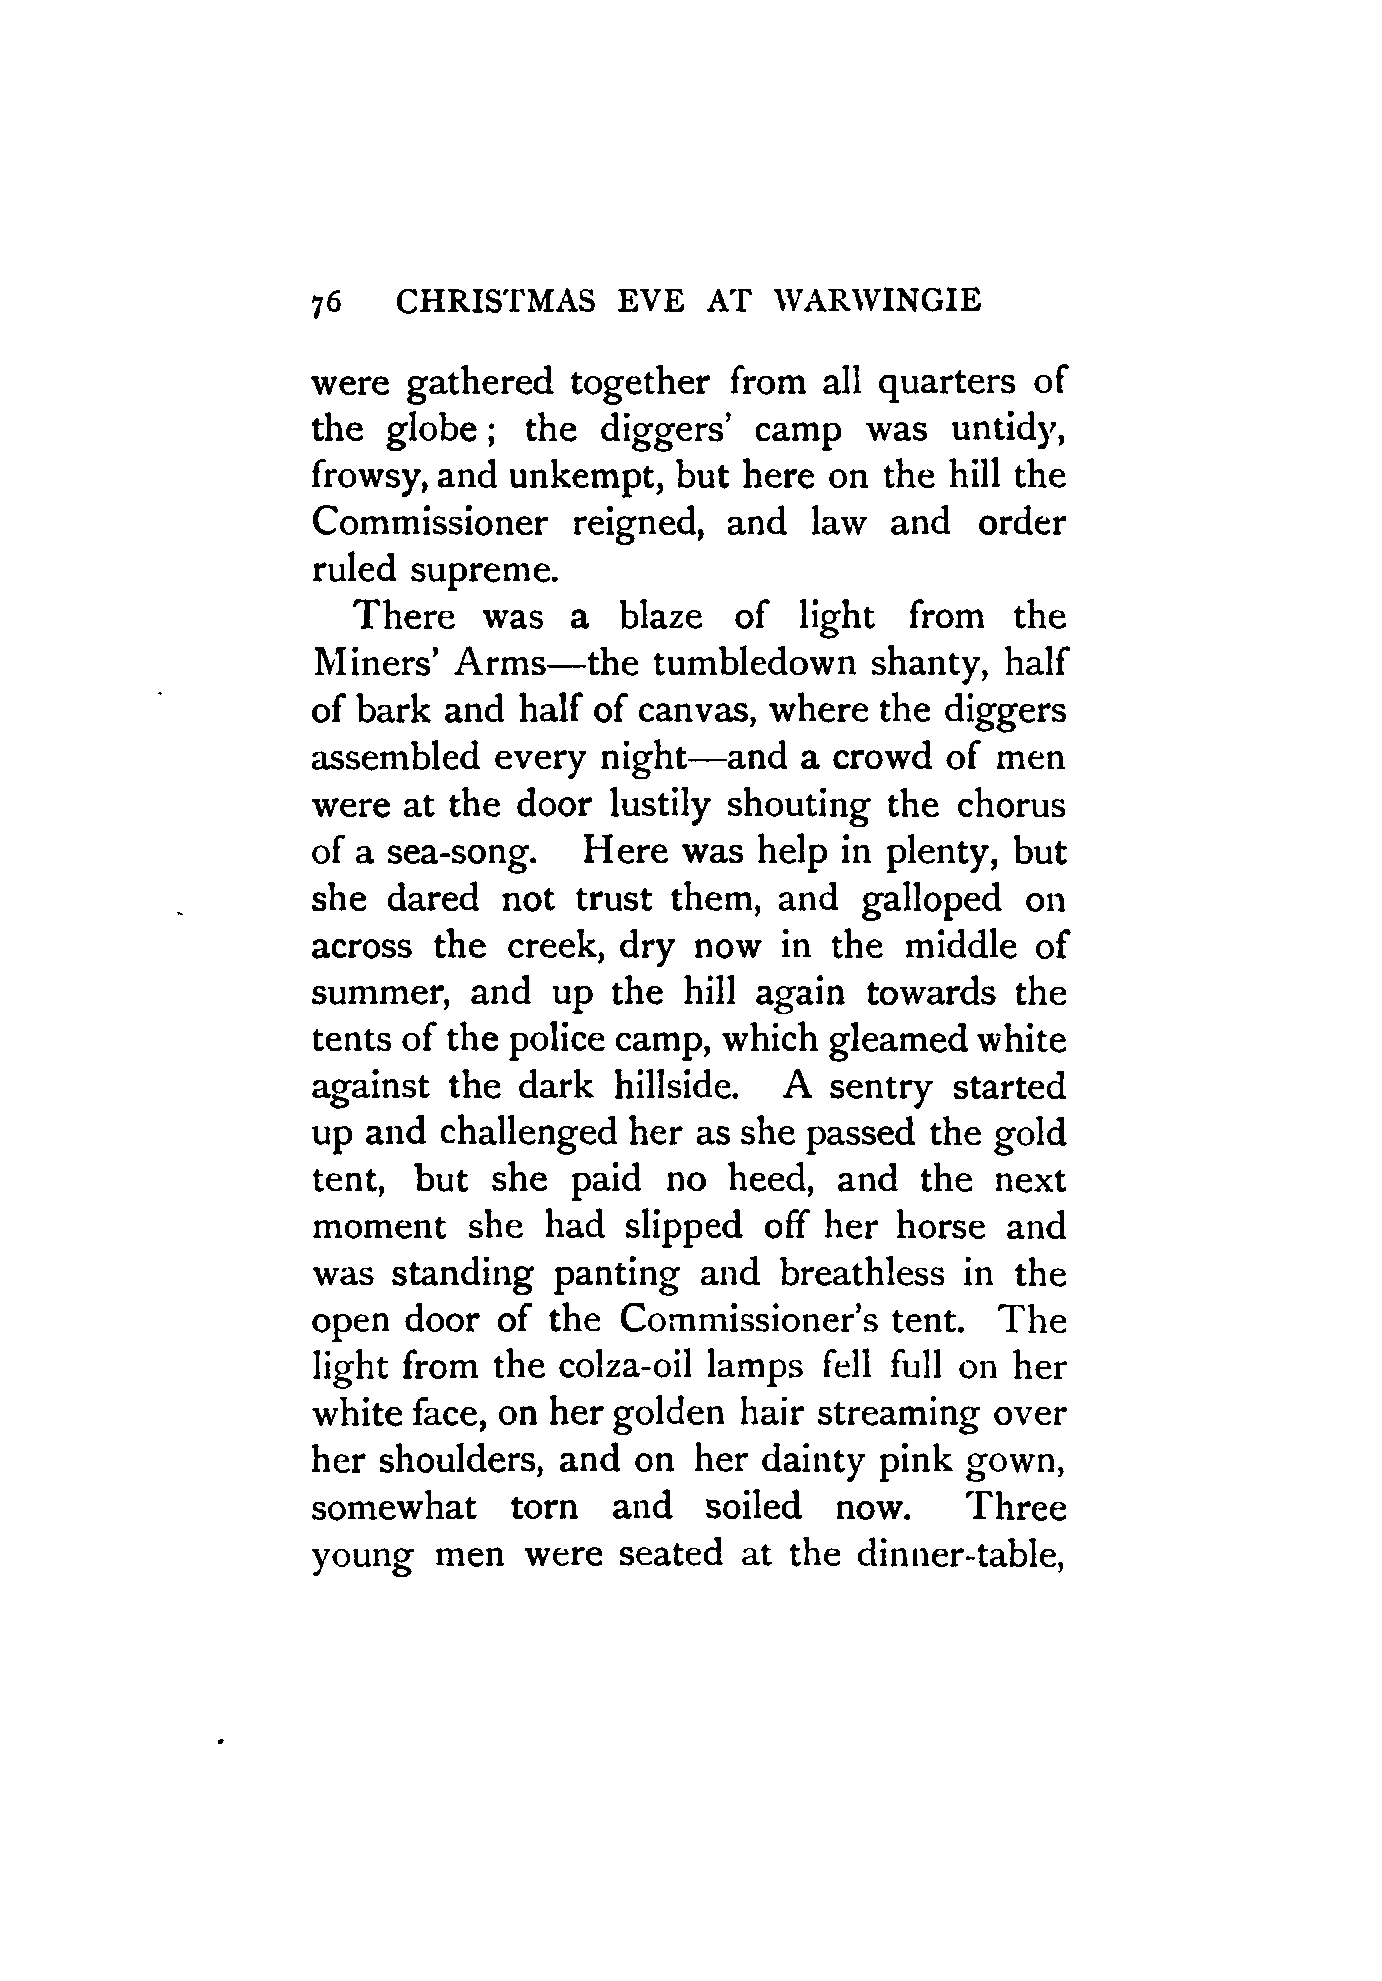 76 CHRISTMAS EVE AT WARWINGIE
were gathered together from all quarters of
the globe ; the diggers' camp was untidy,
frowsy, and unkempt, but here on the hill the
Commissioner reigned, and law and order
ruled supreme.
There was a blaze of light from the
Miners' Arms—the tumbledown shanty, half
of bark and half of canvas, where the diggers
assembled every night—and a crowd of men
were at the door lustily shouting the chorus
of a sea-song. Here was help in plenty, but
she dared not trust them, and galloped on
across the creek, dry now in the middle of
summer, and up the hill again towards the
tents of the police camp, which gleamed white
against the dark hillside. A sentry started
up and challenged her as she passed the gold
tent, but she paid no heed, and the next
moment she had slipped off her horse and
was standing panting and breathless in the
open door of the Commissioner's tent. The
light from the colza-oil lamps fell full on her
white face, on her golden hair streaming over
her shoulders, and on her dainty pink gown,
somewhat torn and soiled now. Three
young men were seated at the dinner-table,